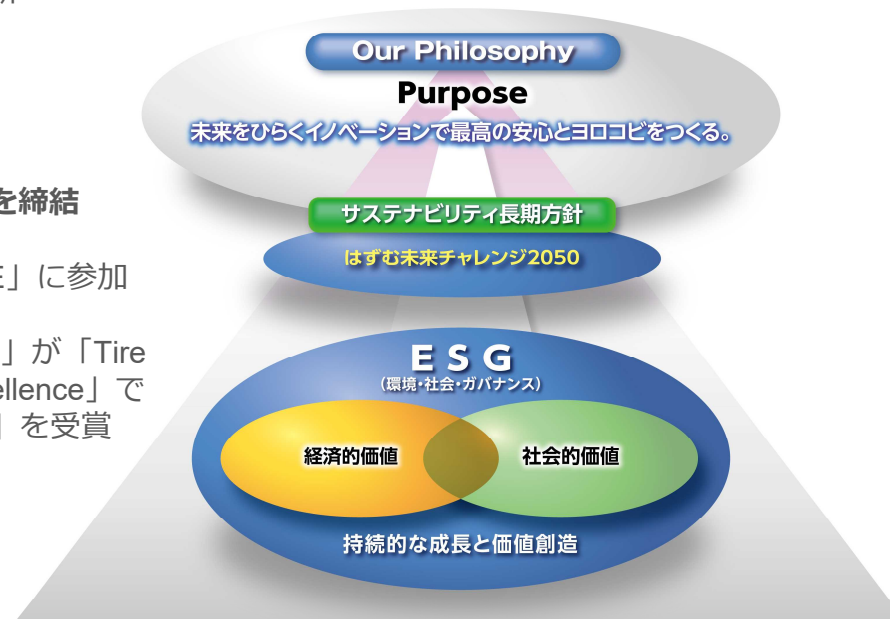 を締結
」に参加
」が「Tire
ellence」で
」を受賞
Our Philosophy
Purpose
未来をひらくイノベーションで最高の安心とヨロコビをつくる。
サステナビリティ長期方針
はずむ未来チャレンジ2050
ESG
(環境・社会・ガバナンス)
経済的価値
社会的価値
持続的な成長と価値創造